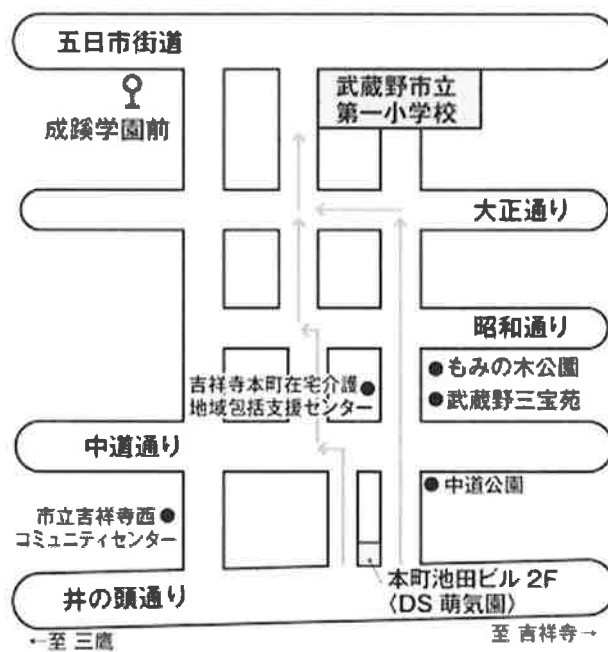 五日市街道
成蹊学園前
武蔵野市立
第一小学校
大正通り
昭和通り
もみの木公園
武蔵野三宝苑
吉祥寺本町在宅介護
地域包括支援センター
中道通り
中道公園
市立吉祥寺西
コミュニティセンター
本町池田ビル 2F
〈DS 萌気園〉
井の頭通り
←至 三鷹
至 吉祥寺→